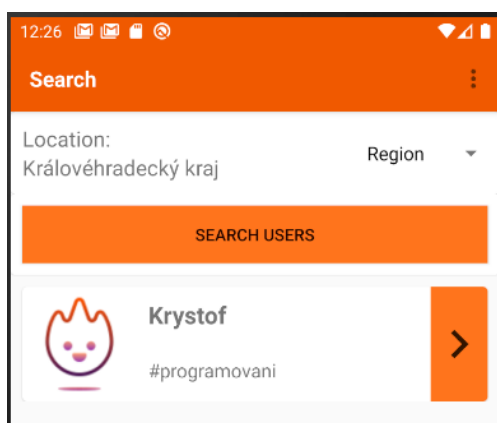 12:26
Search
Location:
Královéhradecký kraj
Region
SEARCH USERS
Krystof
#programovani